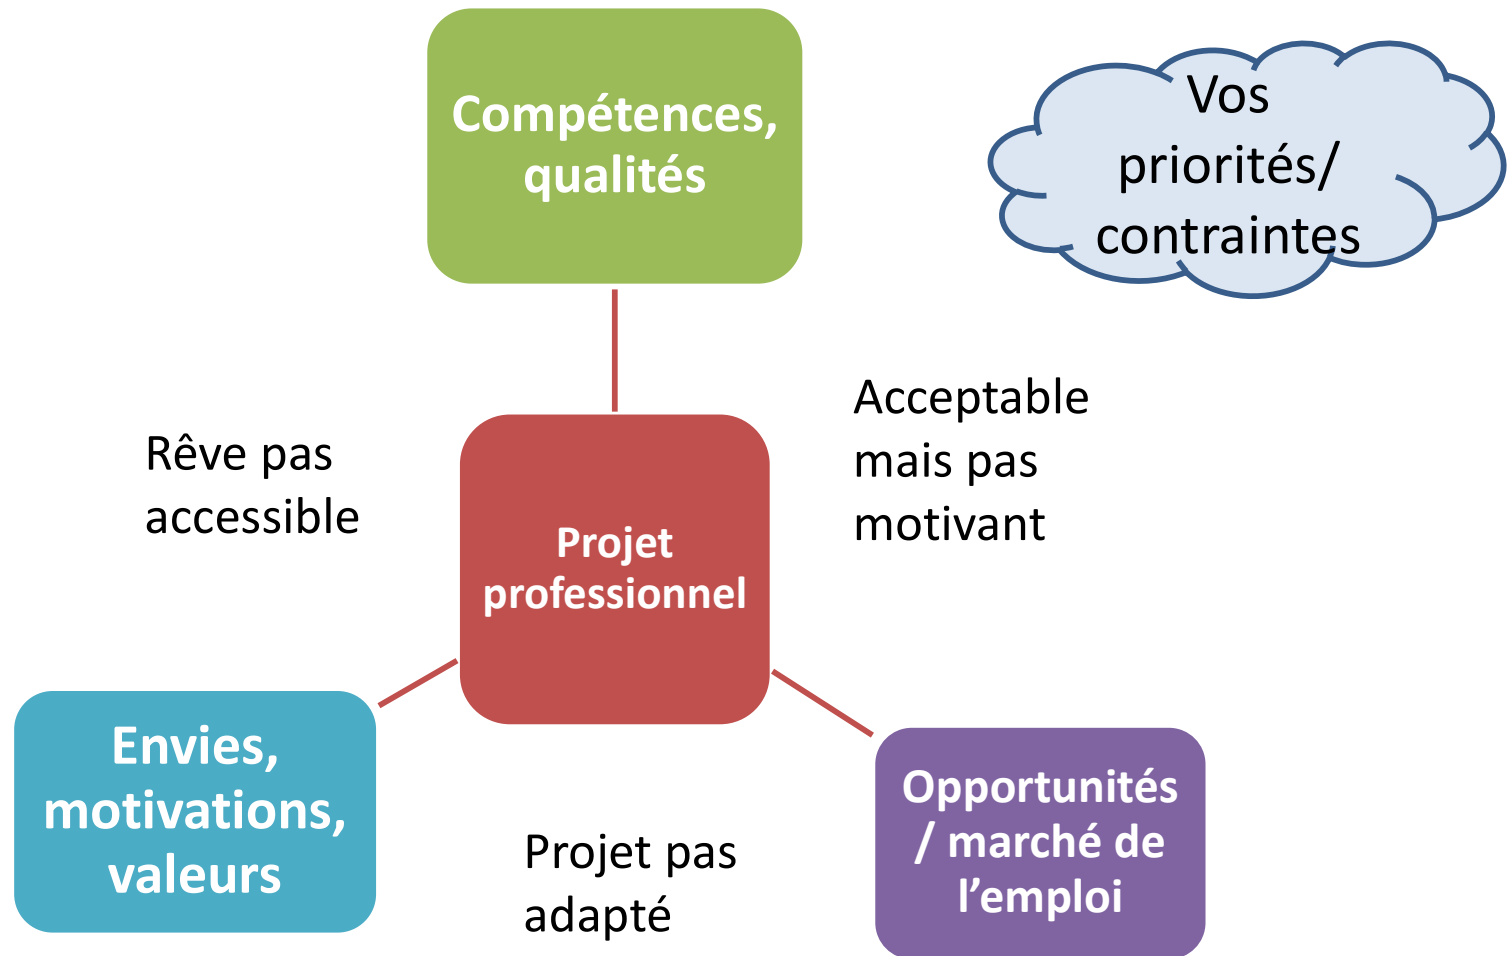 Compétences,
qualités
Vos
priorités/
contraintes
Rêve pas
accessible
Acceptable
mais pas
motivant
Projet
professionnel
Envies,
motivations,
valeurs
Projet pas
adapté
Opportunités
/ marché de
l’emploi